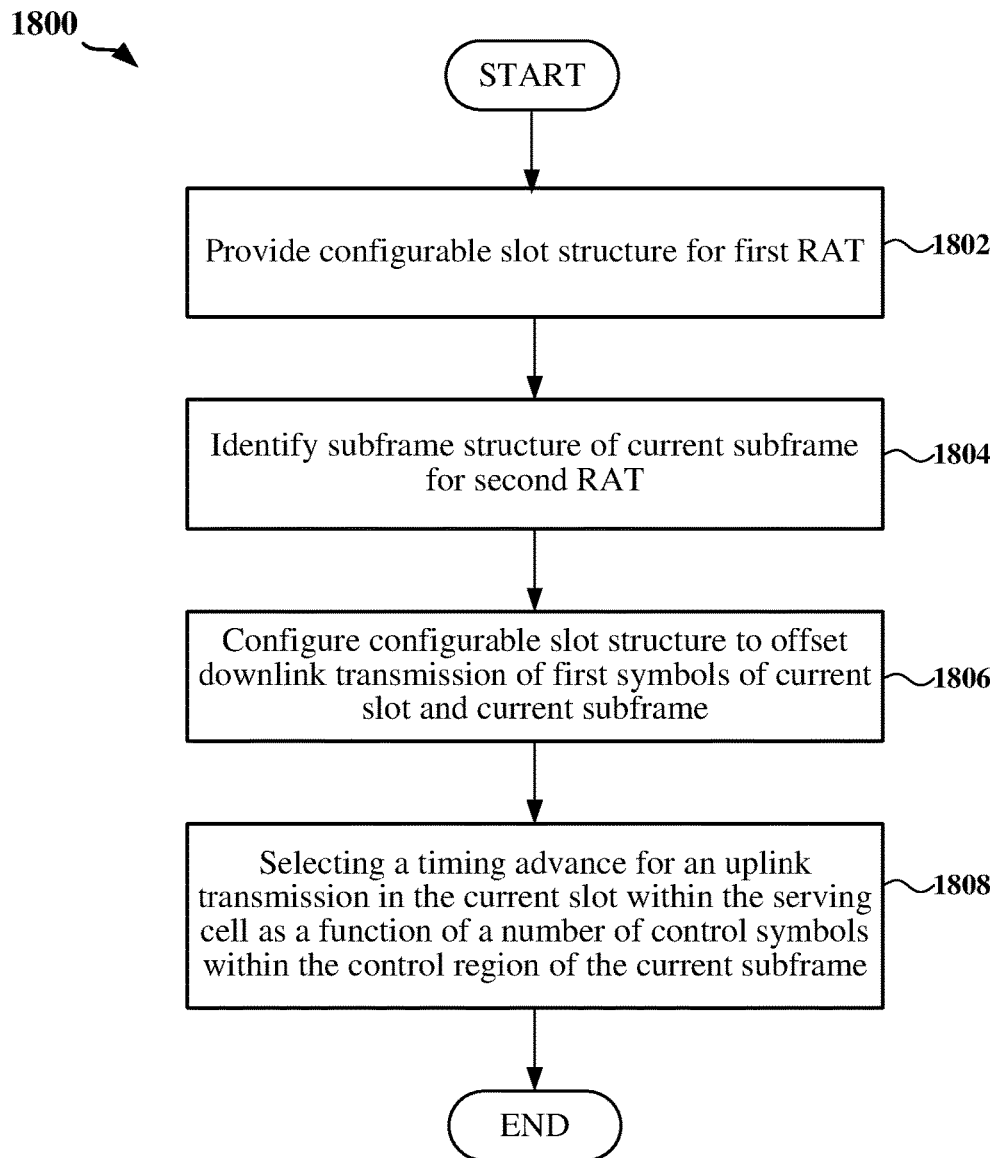 1800
START
Provide configurable slot structure for first RAT
1802
Identify subframe structure of current subframe
for second RAT
1804
Configure configurable slot structure to offset
downlink transmission of first symbols of current
slot and current subframe
1806
Selecting a timing advance for an uplink
transmission in the current slot within the serving
cell as a function of a number of control symbols
within the control region of the current subframe
1808
END